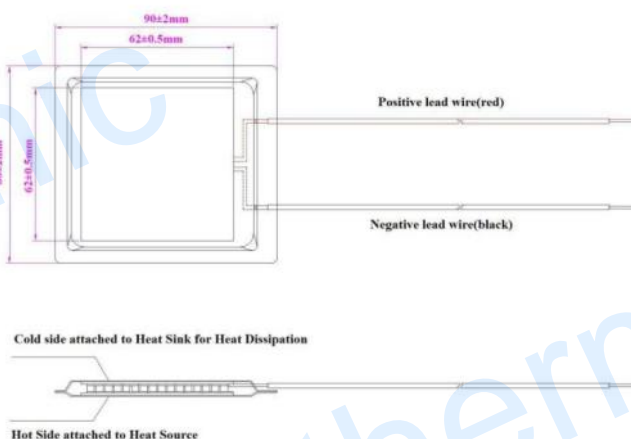 90±2mm
62±0.5mm
Positive lead wire(red)
62±0.5mm
Negative lead wire(black)
Cold side attached to Heat Sink for Heat Dissipation
Hot Side attached to Heat Source